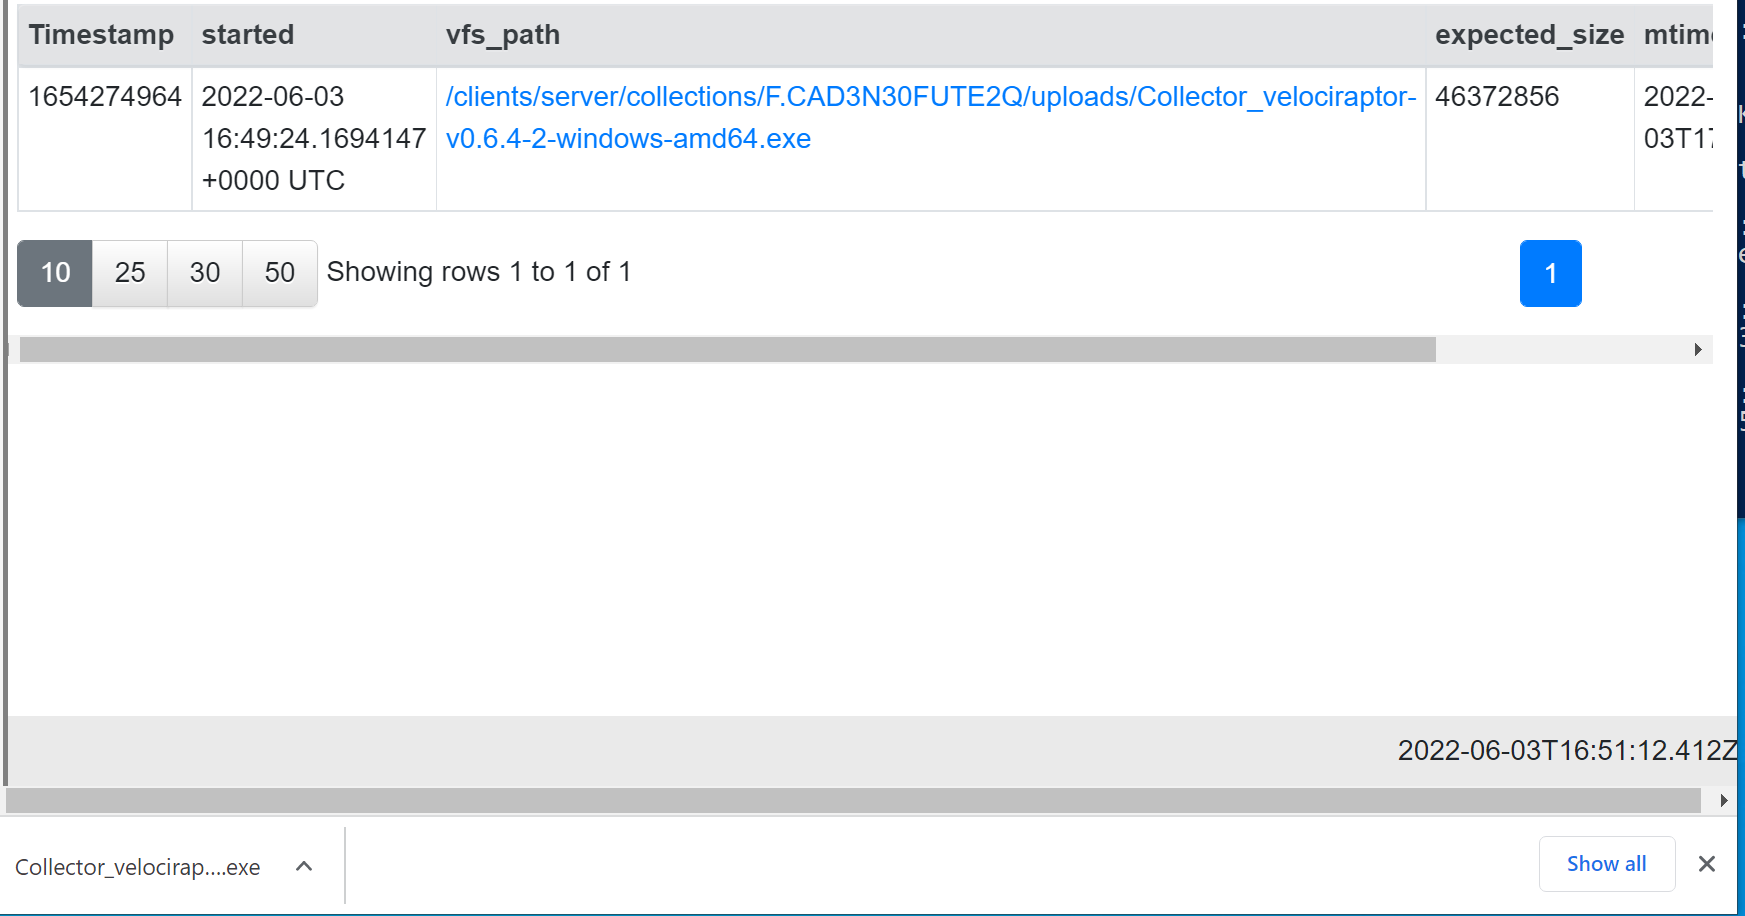 Timestamp started vfs_path expected_size mtim
1654274964 2022-06-03 /clients/server/collections/F.CAD3N30FUTE2Q/uploads/Collector_velociraptor- 46372856 2022-
16:49:24.1694147 v0.6.4-2-windows-amd64.exe 03T17
+0000 UTC
10 25 30 50 Showing rows 1 to 1 of 1 1
2022-06-03T16:51:12.412Z
Collector_velocirap....exe Show all